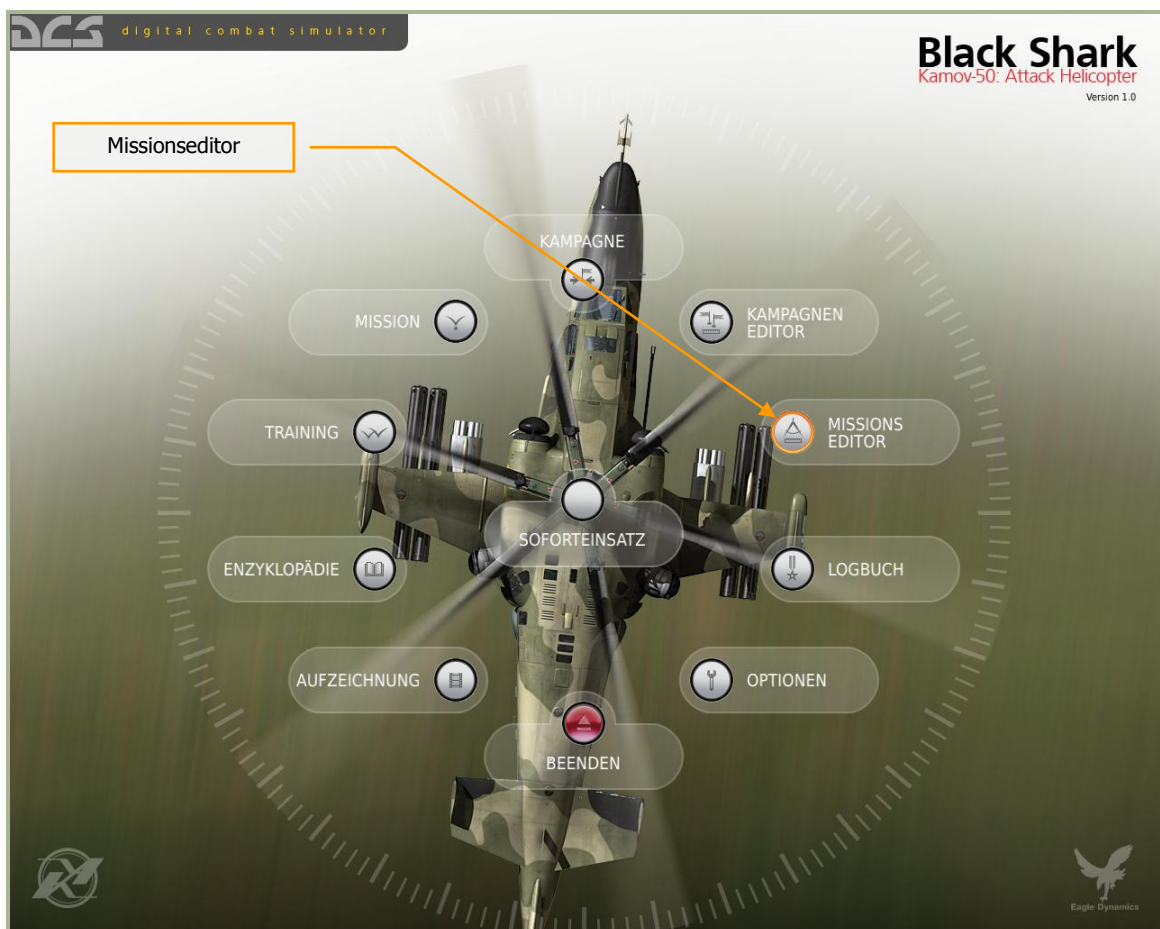 DCS digital combat simulator
Black Shark
Kamov-50: Attack Helicopter
Version 1.0
Missionseditor
KAMPAGNE
MISSION
KAMPAGNEN
EDITOR
TRAINING
MISSIONS
EDITOR
SOFORTEINSATZ
ENZYKLOPÄDIE
LOGBUCH
AUFZEICHNUNG
OPTIONEN
BEENDEN
Eagle Dynamics